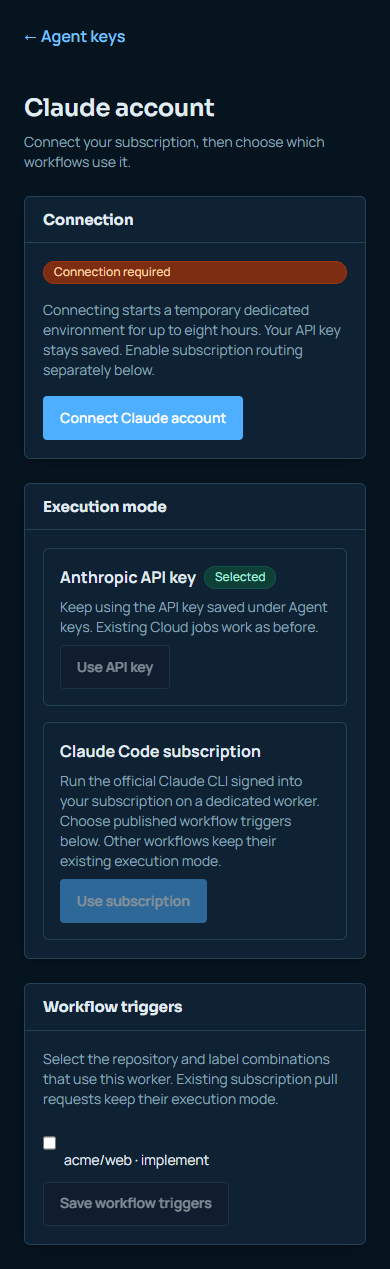 ← Agent keys
Claude account
Connect your subscription, then choose which
workflows use it.
Connection
Connection required
Connecting starts a temporary dedicated
environment for up to eight hours. Your API key
stays saved. Enable subscription routing
separately below.
Connect Claude account
Execution mode
Anthropic API key Selected
Keep using the API key saved under Agent
keys. Existing Cloud jobs work as before.
Use API key
Claude Code subscription
Run the official Claude CLI signed into
your subscription on a dedicated worker.
Choose published workflow triggers
below. Other workflows keep their
existing execution mode.
Use subscription
Workflow triggers
Select the repository and label combinations
that use this worker. Existing subscription pull
requests keep their execution mode.
acme/web · implement
Save workflow triggers